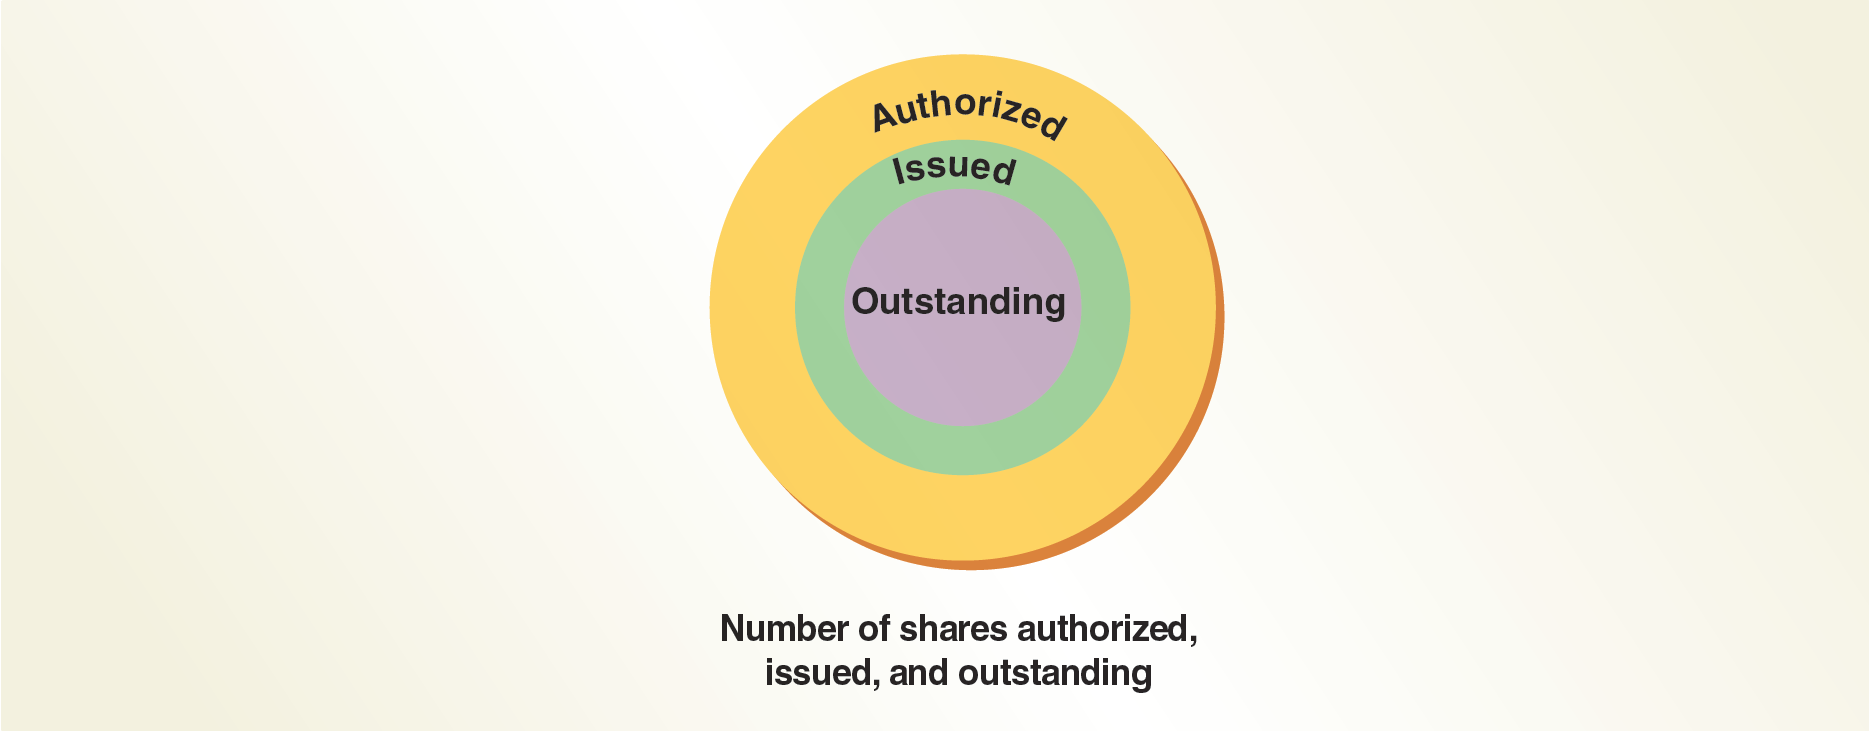 Authorized
Issued
Outstanding
Number of shares authorized,
issued, and outstanding